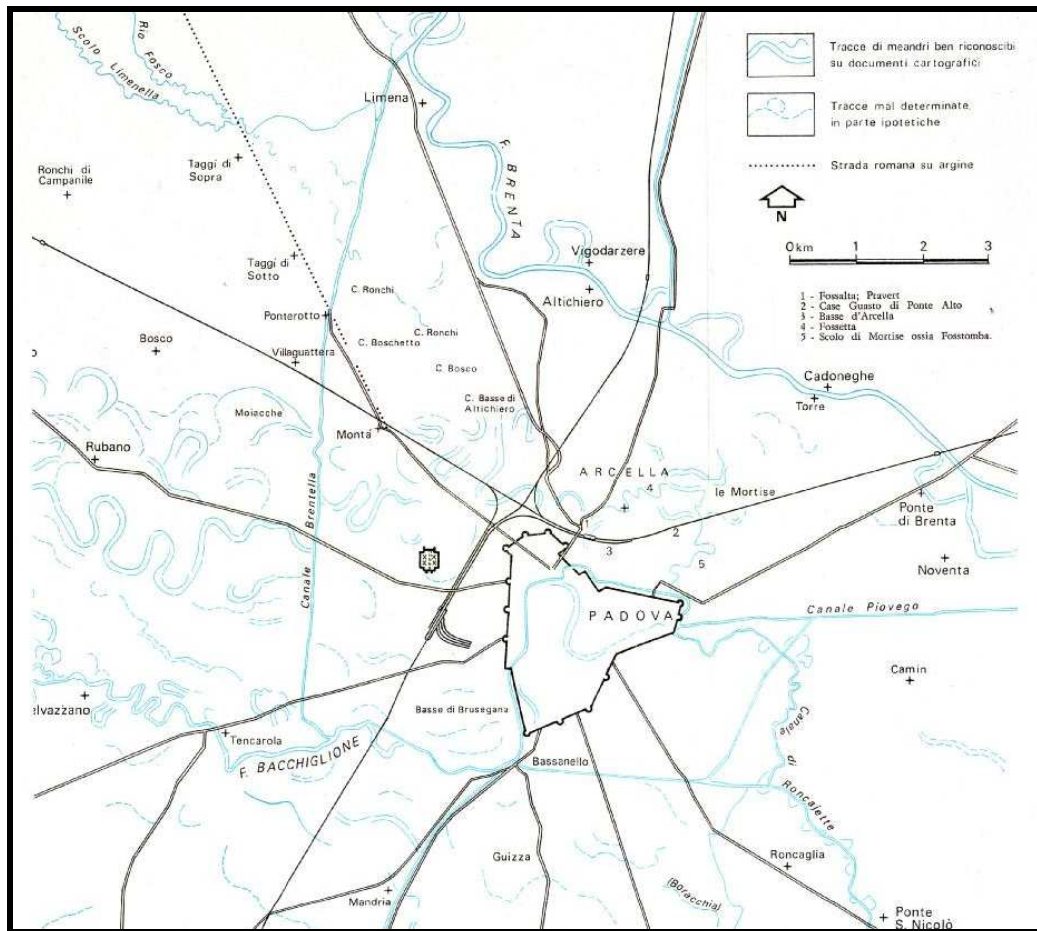 Tracce di meandri ben riconoscibi
su documenti cartografici
Tracce mal determinate,
in parte ipotetiche
Strada romana su argine
N
0 km 1 2 3
1 - Fossalta; Pravert
2 - Case Guasto di Ponte Alto
3 - Basse d'Arcella
4 - Fossetta
5 - Scolo di Mortise ossia Fosstomba.
Rio Fosco
Scolo Limenella
Limena
F. BRENTA
Taggi di
Sopra
Ronchi di
Campanile
Vigodarzere
Taggi di
Sotto
C. Ronchi
Altichiero
Ponterotto
C. Ronchi
C. Boschetto
Bosco
Villaguattera
C. Bosco
Cadoneghe
Torre
C. Basse di
Altichiero
Moiacche
Montà
Rubano
ARCELLA
4
le Mortise
Ponte
di Brenta
1
2
3
5
Noventa
Canale Brentella
PADOVA
Canale Piovego
Camin
elvazzano
Basse di Brusegana
Tencarola
F. BACCHIGLIONE
Bassanello
Canale di Roncajette
Guizza
Roncaglia
Mandria
(Boracchia)
Ponte
S. Nicolò